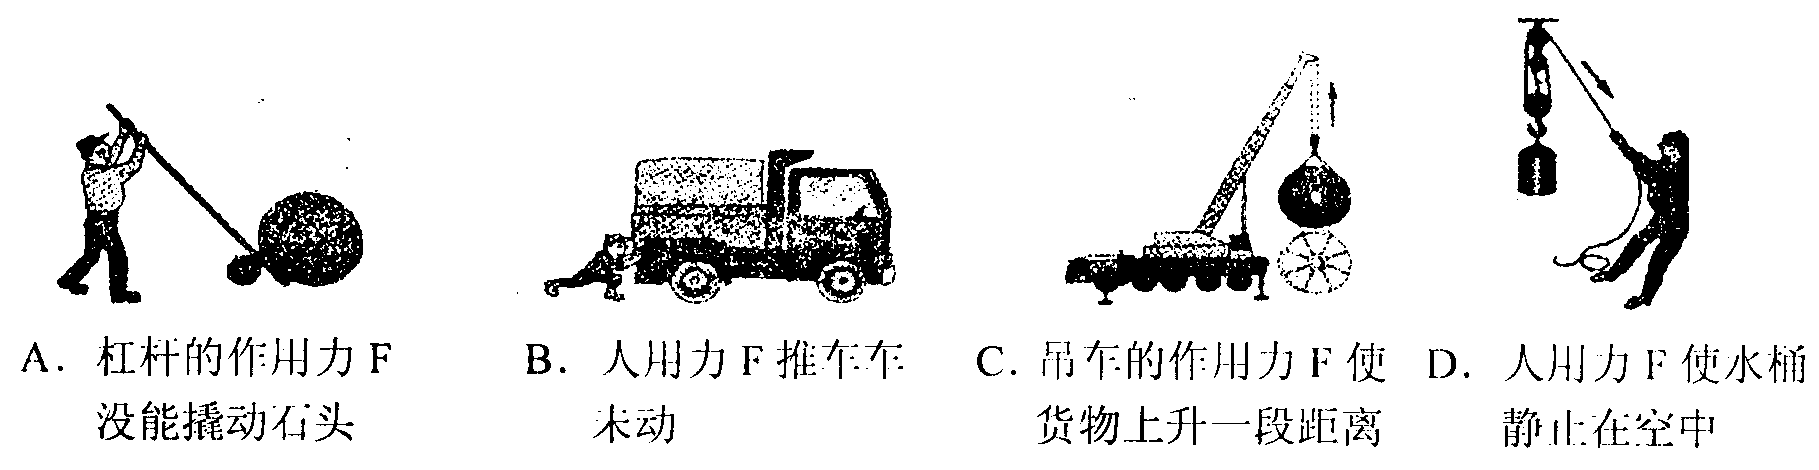 A. 杠杆的作用力 F
没能撬动石头
B. 人用力 F 推车车
未动
C. 吊车的作用力 F 使
货物上升一段距离
D. 人用力 F 使水桶
静止在空中